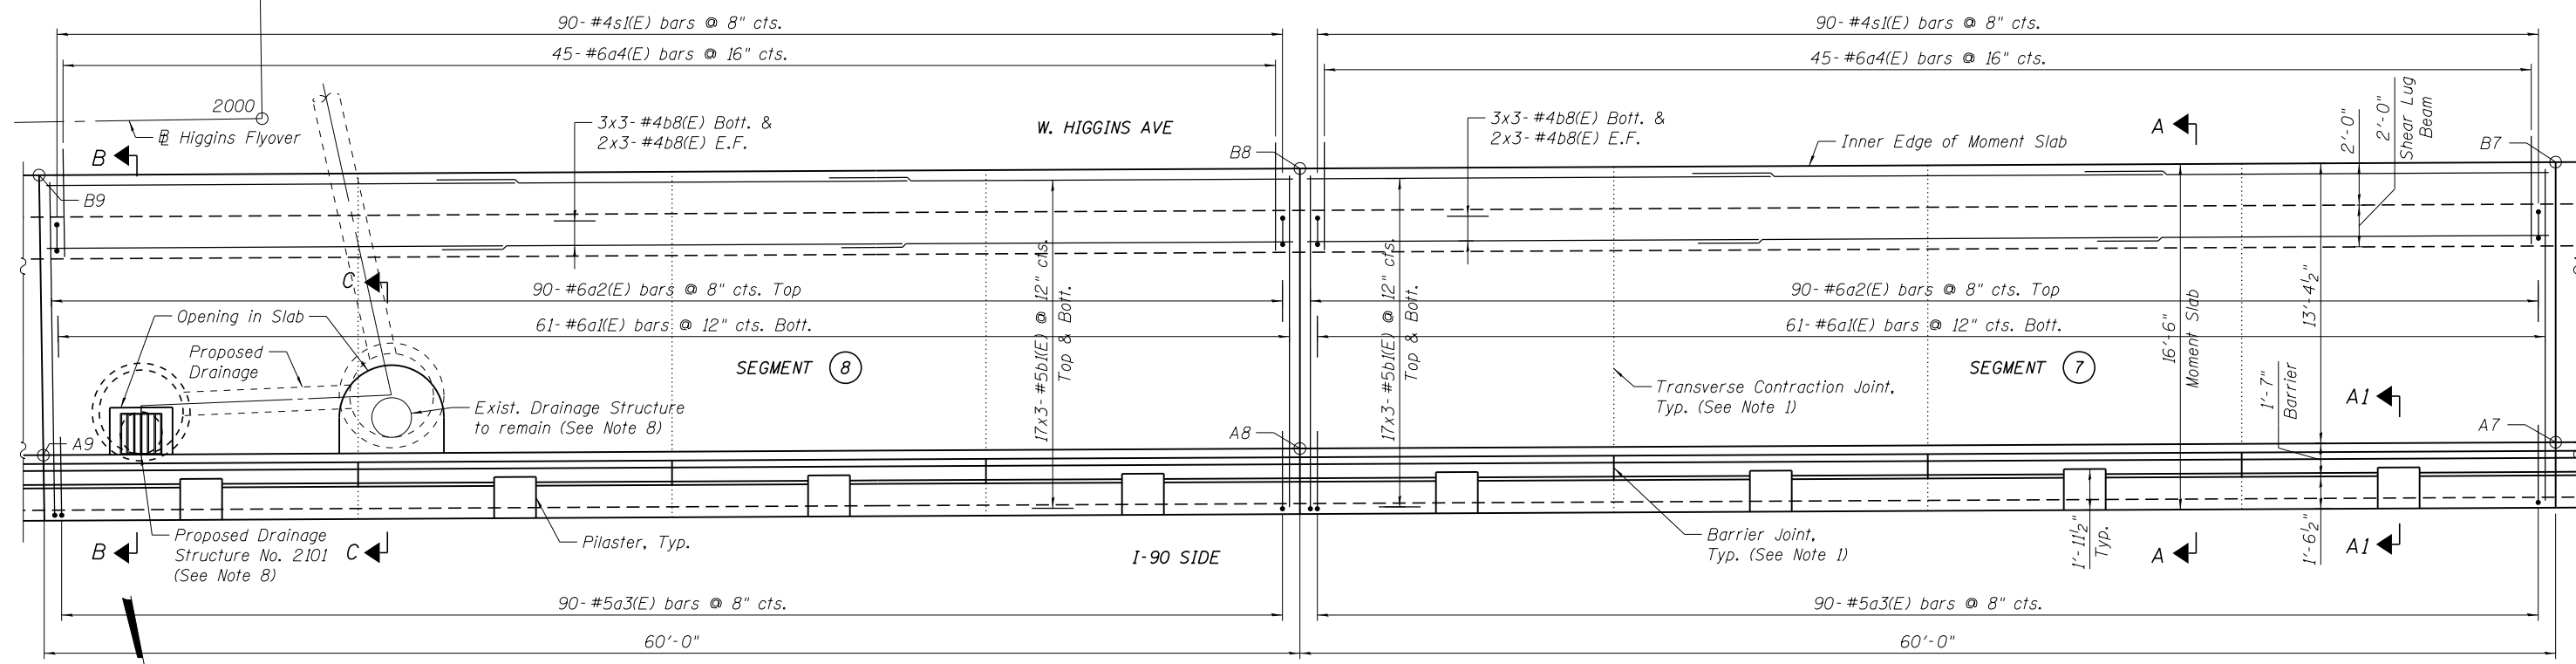 90- #4s1(E) bars @ 8" cts.
90- #4s1(E) bars @ 8" cts.
45- #6a4(E) bars @ 16" cts.
45- #6a4(E) bars @ 16" cts.
2000
℄ Higgins Flyover
3x3- #4b8(E) Bott. &
2x3- #4b8(E) E.F.
W. HIGGINS AVE
3x3- #4b8(E) Bott. &
2x3- #4b8(E) E.F.
Inner Edge of Moment Slab
A
2'-0"
2'-0"
Shear Lug
Beam
B
B8
B7
B9
C
90- #6a2(E) bars @ 8" cts. Top
90- #6a2(E) bars @ 8" cts. Top
Opening in Slab
61- #6a1(E) bars @ 12" cts. Bott.
61- #6a1(E) bars @ 12" cts. Bott.
17x3- #5b1(E) @ 12" cts.
Top & Bott.
17x3- #5b1(E) @ 12" cts.
Top & Bott.
16'-6"
Moment Slab
13'-4½"
Proposed
Drainage
SEGMENT 8
SEGMENT 7
Transverse Contraction Joint,
Typ. (See Note 1)
1'-7"
Barrier
A1
Exist. Drainage Structure
to remain (See Note 8)
A9
A8
A7
Proposed Drainage
Structure No. 2101
(See Note 8)
B
C
Pilaster, Typ.
I-90 SIDE
Barrier Joint,
Typ. (See Note 1)
1'-11½"
Typ.
A
1'-6½"
A1
90- #5a3(E) bars @ 8" cts.
90- #5a3(E) bars @ 8" cts.
60'-0"
60'-0"